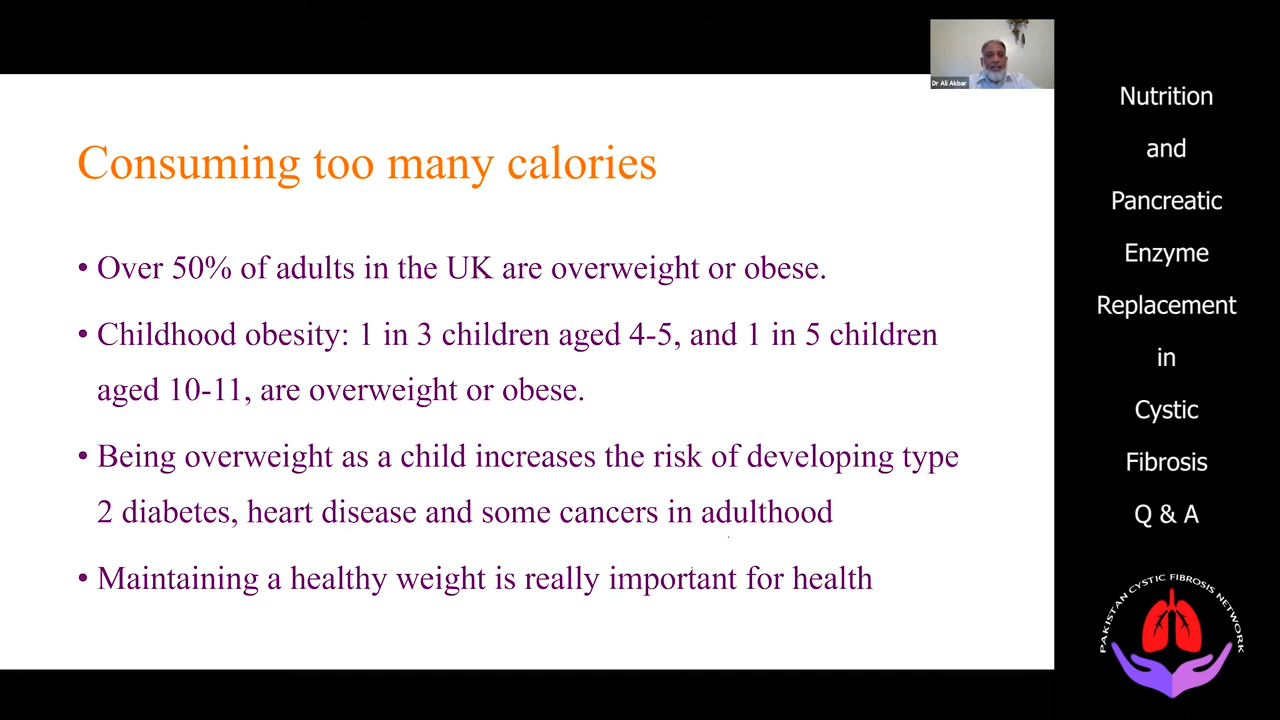 Dr Ali Akbar
Consuming too many calories
• Over 50% of adults in the UK are overweight or obese.
• Childhood obesity: 1 in 3 children aged 4-5, and 1 in 5 children
aged 10-11, are overweight or obese.
• Being overweight as a child increases the risk of developing type
2 diabetes, heart disease and some cancers in adulthood
• Maintaining a healthy weight is really important for health
Nutrition
and
Pancreatic
Enzyme
Replacement
in
Cystic
Fibrosis
Q & A
PAKISTAN CYSTIC FIBROSIS NETWORK